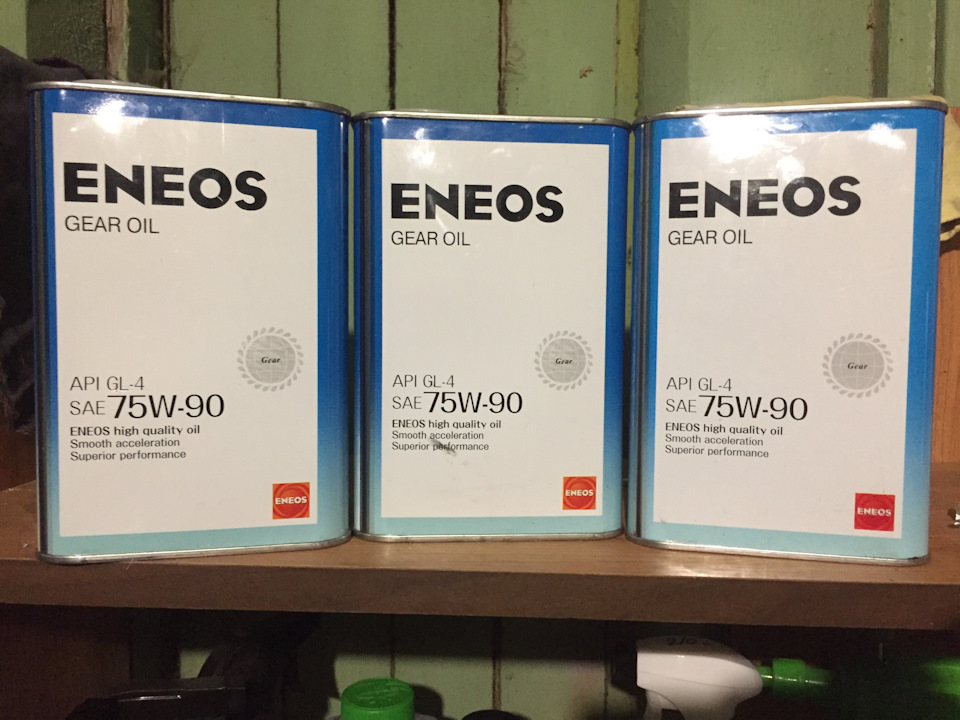 ENEOS
GEAR OIL
Gear
API GL-4
SAE 75W-90
ENEOS high quality oil
Smooth acceleration
Superior performance
ENEOS
ENEOS
GEAR OIL
Gear
API GL-4
SAE 75W-90
ENEOS high quality oil
Smooth acceleration
Superior performance
ENEOS
ENEOS
GEAR OIL
Gear
API GL-4
SAE 75W-90
ENEOS high quality oil
Smooth acceleration
Superior performance
ENEOS